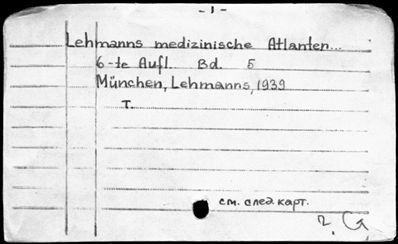 - 1 -
Lehmanns medizinische Atlanten...
6-te Aufl. Bd. 5
München, Lehmanns, 1939
T.
см. след карт.